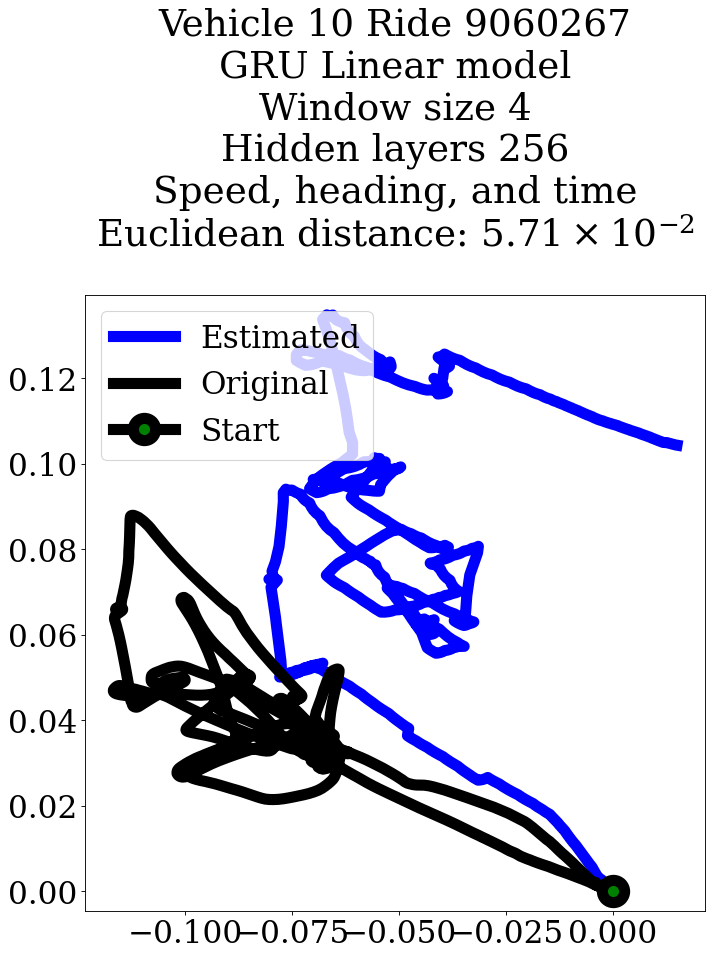 Vehicle 10 Ride 9060267
GRU Linear model
Window size 4
Hidden layers 256
Speed, heading, and time
Euclidean distance: 5.71 × 10⁻²
Estimated
Original
Start
0.12
0.10
0.08
0.06
0.04
0.02
0.00
−0.100 −0.075 −0.050 −0.025 0.000